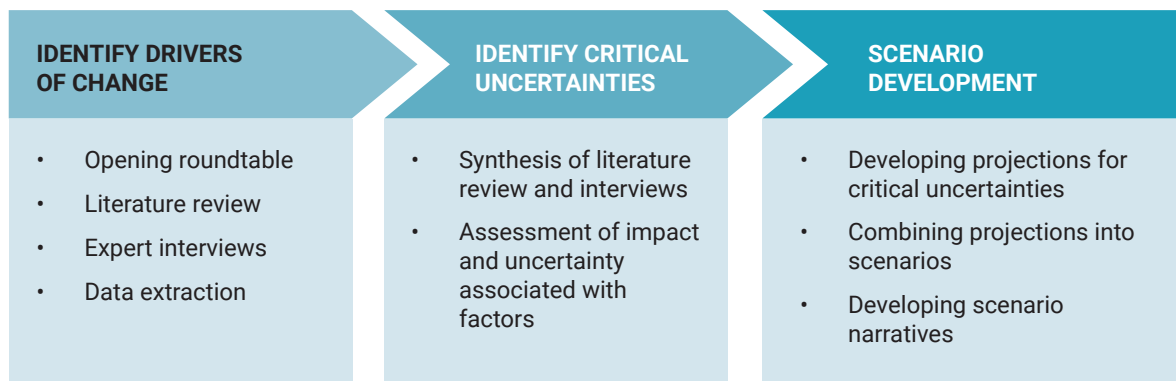 IDENTIFY DRIVERS
OF CHANGE
• Opening roundtable
• Literature review
• Expert interviews
• Data extraction
IDENTIFY CRITICAL
UNCERTAINTIES
• Synthesis of literature
review and interviews
• Assessment of impact
and uncertainty
associated with
factors
SCENARIO
DEVELOPMENT
• Developing projections for
critical uncertainties
• Combining projections into
scenarios
• Developing scenario
narratives